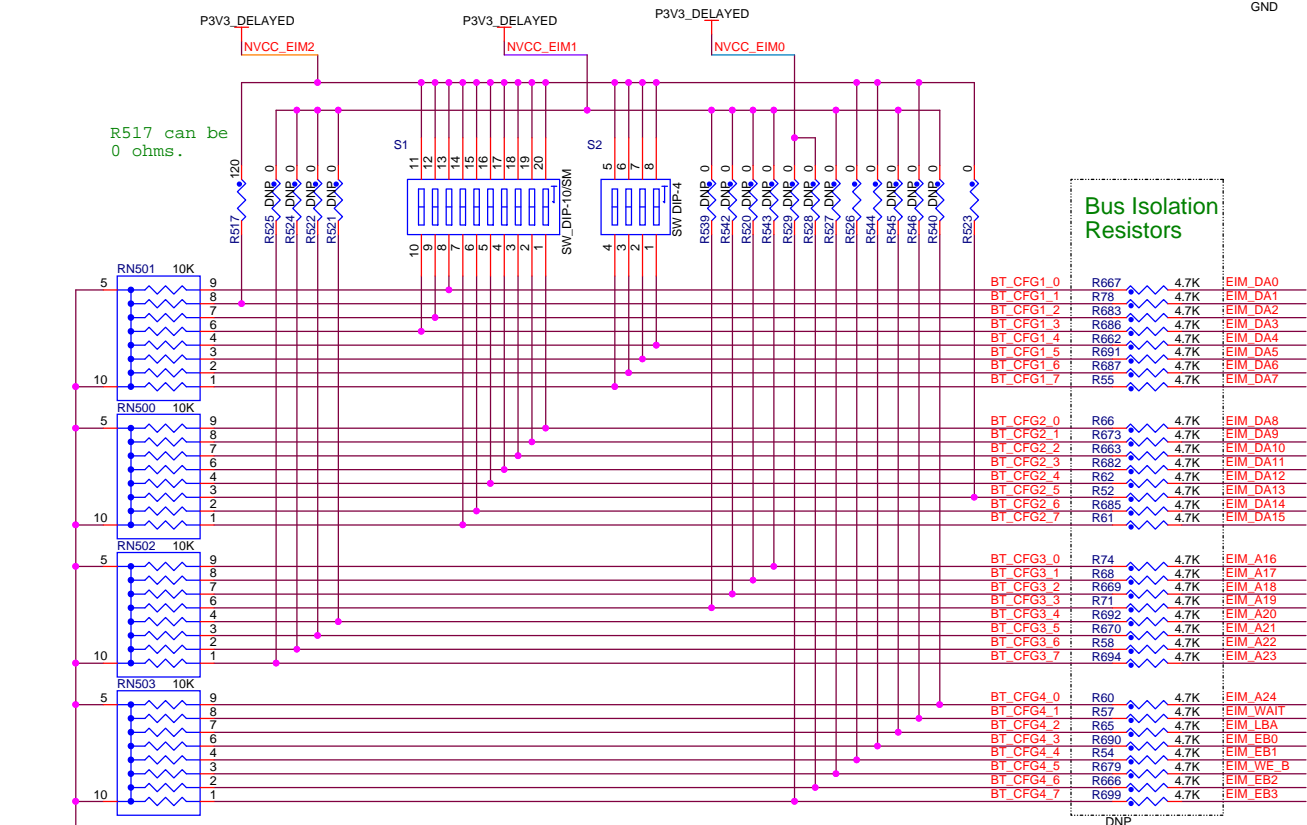 GND
P3V3_DELAYED
P3V3_DELAYED
P3V3_DELAYED
NVCC_EIM2
NVCC_EIM1
NVCC_EIM0
R517 can be
0 ohms.
S1
S2
120
DNP 0
DNP 0
DNP 0
DNP 0
11
12
13
14
15
16
17
18
19
20
5
6
7
8
DNP 0
DNP 0
DNP 0
DNP 0
0
DNP 0
DNP 0
0
0
DNP 0
0
DNP 0
0
R517
R525
R524
R522
R521
10
9
8
7
6
5
4
3
2
1
SW_DIP-10/SM
4
3
2
1
SW DIP-4
R539
R542
R520
R543
R529
R528
R527
R526
R544
R545
R546
R540
R523
Bus Isolation
Resistors
RN501 10K
5
10
9
8
7
6
4
3
2
1
BT_CFG1_0 R667 4.7K EIM_DA0
BT_CFG1_1 R78 4.7K EIM_DA1
BT_CFG1_2 R683 4.7K EIM_DA2
BT_CFG1_3 R686 4.7K EIM_DA3
BT_CFG1_4 R662 4.7K EIM_DA4
BT_CFG1_5 R691 4.7K EIM_DA5
BT_CFG1_6 R687 4.7K EIM_DA6
BT_CFG1_7 R55 4.7K EIM_DA7
RN500 10K
5
10
9
8
7
6
4
3
2
1
BT_CFG2_0 R66 4.7K EIM_DA8
BT_CFG2_1 R673 4.7K EIM_DA9
BT_CFG2_2 R663 4.7K EIM_DA10
BT_CFG2_3 R682 4.7K EIM_DA11
BT_CFG2_4 R62 4.7K EIM_DA12
BT_CFG2_5 R52 4.7K EIM_DA13
BT_CFG2_6 R685 4.7K EIM_DA14
BT_CFG2_7 R61 4.7K EIM_DA15
RN502 10K
5
10
9
8
7
6
4
3
2
1
BT_CFG3_0 R74 4.7K EIM_A16
BT_CFG3_1 R68 4.7K EIM_A17
BT_CFG3_2 R669 4.7K EIM_A18
BT_CFG3_3 R71 4.7K EIM_A19
BT_CFG3_4 R692 4.7K EIM_A20
BT_CFG3_5 R670 4.7K EIM_A21
BT_CFG3_6 R58 4.7K EIM_A22
BT_CFG3_7 R694 4.7K EIM_A23
RN503 10K
5
10
9
8
7
6
4
3
2
1
BT_CFG4_0 R60 4.7K EIM_A24
BT_CFG4_1 R57 4.7K EIM_WAIT
BT_CFG4_2 R65 4.7K EIM_LBA
BT_CFG4_3 R690 4.7K EIM_EB0
BT_CFG4_4 R54 4.7K EIM_EB1
BT_CFG4_5 R679 4.7K EIM_WE_B
BT_CFG4_6 R666 4.7K EIM_EB2
BT_CFG4_7 R699 4.7K EIM_EB3
DNP